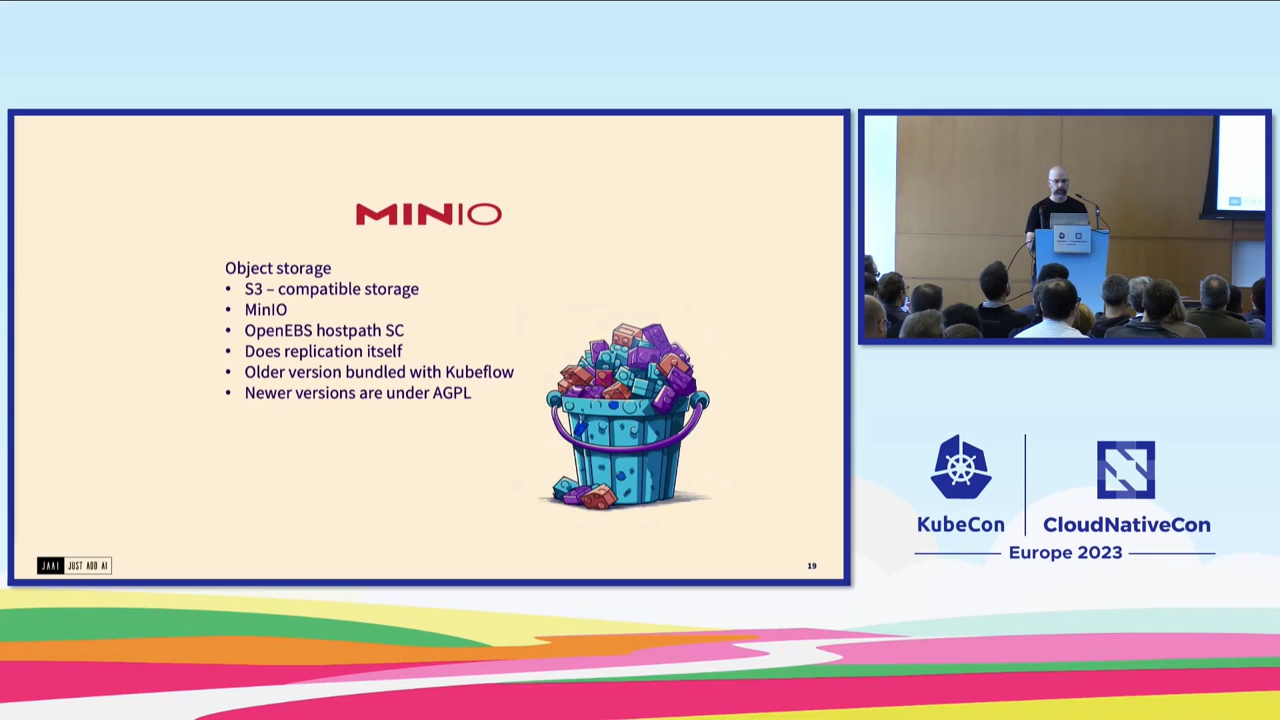 MINIO
Object storage
• S3 – compatible storage
• MinIO
• OpenEBS hostpath SC
• Does replication itself
• Older version bundled with Kubeflow
• Newer versions are under AGPL
JAAI JUST ADD AI
19
KubeCon
CloudNativeCon
Europe 2023